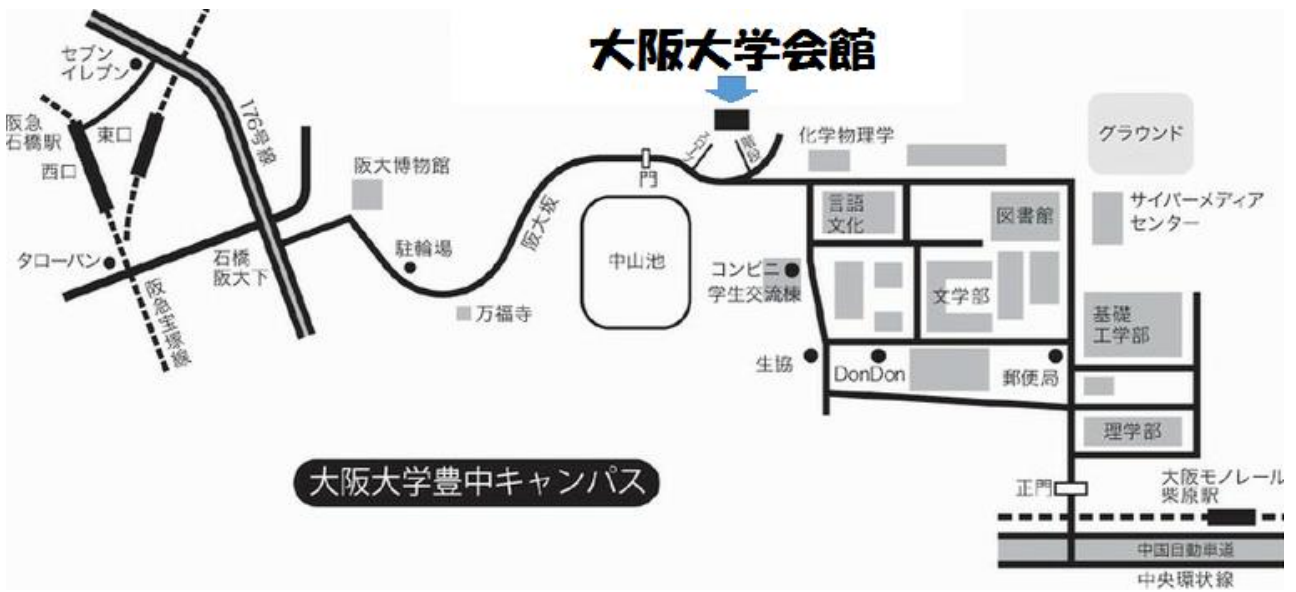 大阪大学会館
セブン
イレブン
阪急
石橋駅
東口
西口
176号線
阪大博物館
門
スロープ
階段
化学物理学
グラウンド
言語
文化
図書館
サイバーメディア
センター
阪大坂
中山池
駐輪場
タローパン
石橋
阪大下
阪急宝塚線
万福寺
コンビニ
学生交流棟
文学部
基礎
工学部
生協
DonDon
郵便局
理学部
大阪大学豊中キャンパス
正門
大阪モノレール
柴原駅
中国自動車道
中央環状線